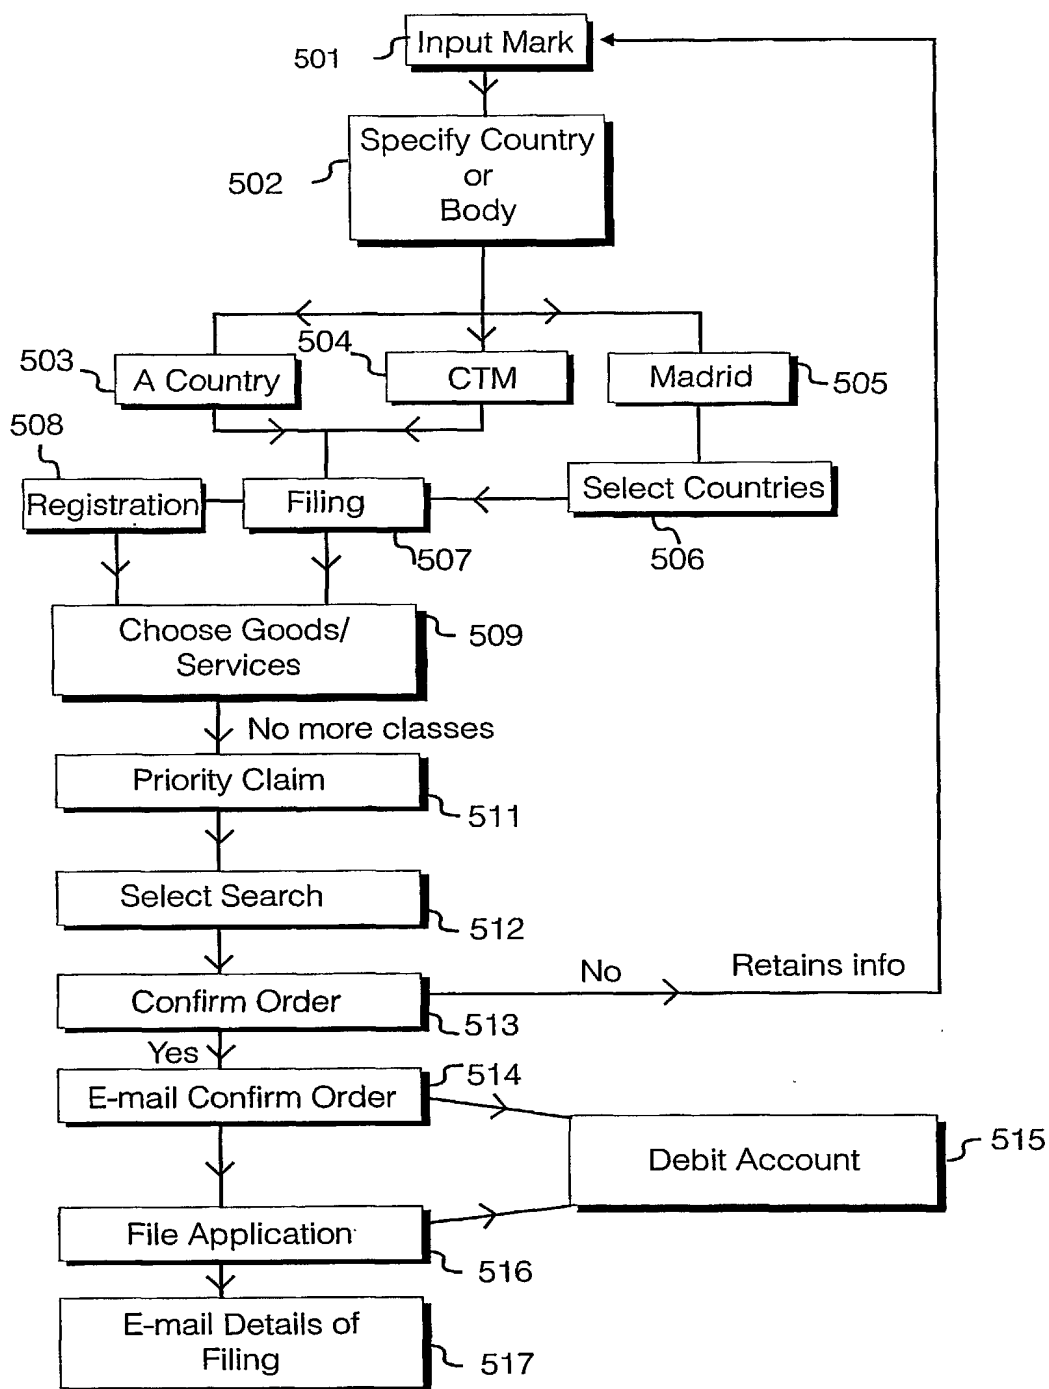 501
Input Mark
Specify Country
or
Body
502
503
A Country
504
CTM
Madrid
505
508
Registration
Filing
507
Select Countries
506
Choose Goods/
Services
509
No more classes
Priority Claim
511
Select Search
512
Confirm Order
513
No
Retains info
Yes
E-mail Confirm Order
514
Debit Account
515
File Application
516
E-mail Details of
Filing
517